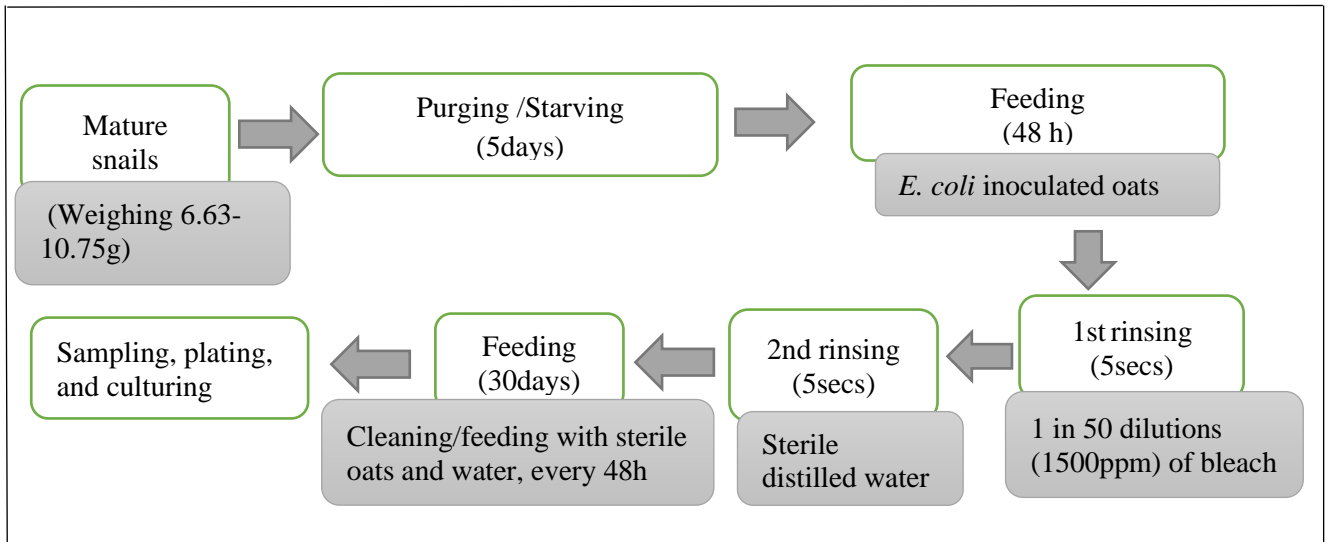 Mature
snails
(Weighing 6.63-
10.75g)
Purging /Starving
(5days)
Feeding
(48 h)
E. coli inoculated oats
1st rinsing
(5secs)
1 in 50 dilutions
(1500ppm) of bleach
2nd rinsing
(5secs)
Sterile
distilled water
Feeding
(30days)
Cleaning/feeding with sterile
oats and water, every 48h
Sampling, plating,
and culturing